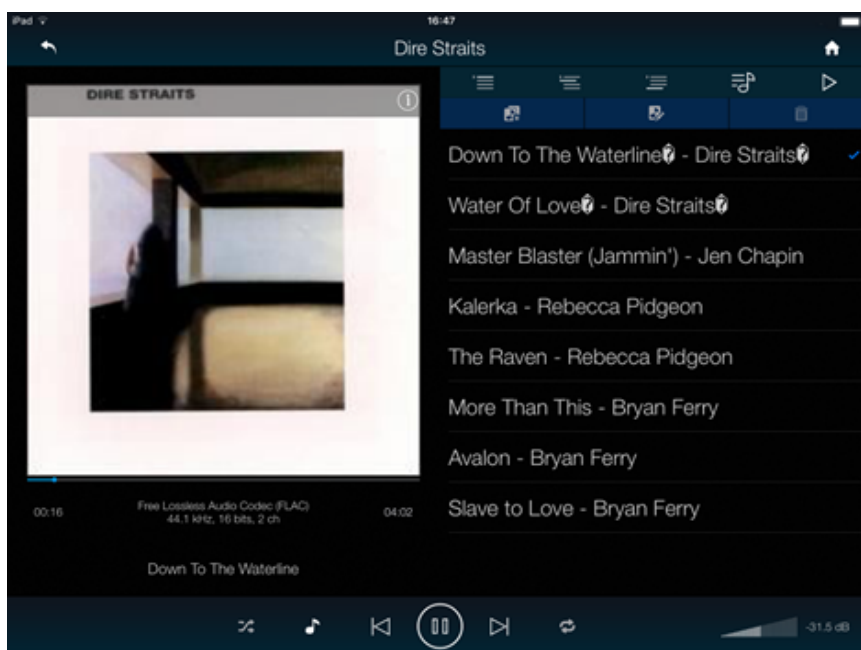 iPad 16:47
Dire Straits
DIRE STRAITS
Down To The Waterline� - Dire Straits�
Water Of Love� - Dire Straits�
Master Blaster (Jammin') - Jen Chapin
Kalerka - Rebecca Pidgeon
The Raven - Rebecca Pidgeon
More Than This - Bryan Ferry
Avalon - Bryan Ferry
Slave to Love - Bryan Ferry
00:16 Free Lossless Audio Codec (FLAC) 04:02
44.1 kHz, 16 bits, 2 ch
Down To The Waterline
-31.5 dB